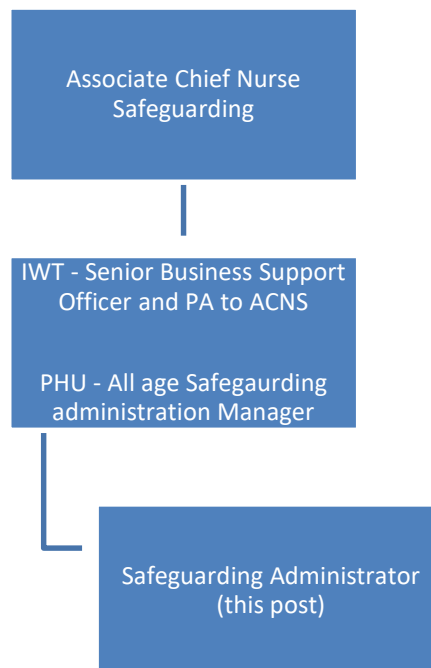 Associate Chief Nurse
Safeguarding
IWT - Senior Business Support
Officer and PA to ACNS
PHU - All age Safegaurding
administration Manager
Safeguarding Administrator
(this post)